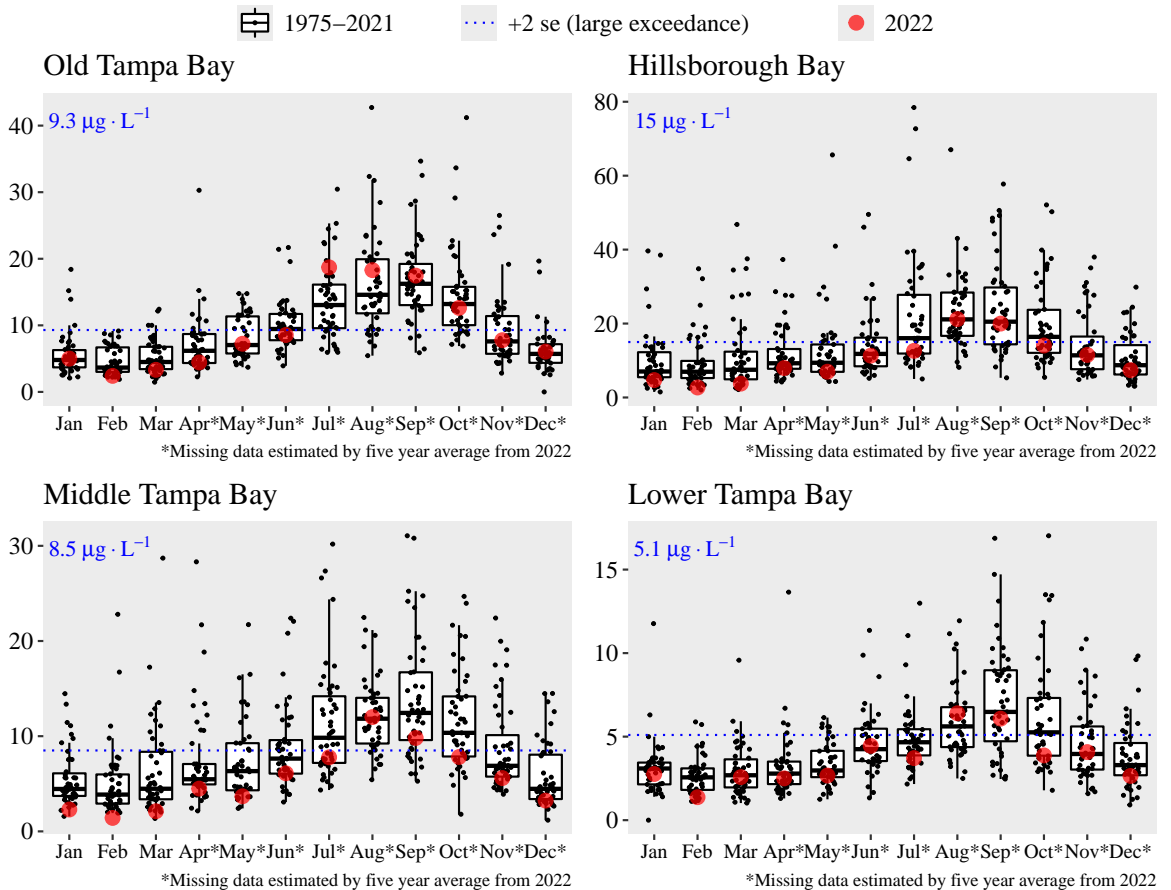 1975–2021 +2 se (large exceedance) 2022
Old Tampa Bay
9.3 µg · L⁻¹
40
30
20
10
0
Jan Feb Mar Apr* May* Jun* Jul* Aug* Sep* Oct* Nov* Dec*
*Missing data estimated by five year average from 2022
Hillsborough Bay
15 µg · L⁻¹
80
60
40
20
0
Jan Feb Mar Apr* May* Jun* Jul* Aug* Sep* Oct* Nov* Dec*
*Missing data estimated by five year average from 2022
Middle Tampa Bay
8.5 µg · L⁻¹
30
20
10
0
Jan Feb Mar Apr* May* Jun* Jul* Aug* Sep* Oct* Nov* Dec*
*Missing data estimated by five year average from 2022
Lower Tampa Bay
5.1 µg · L⁻¹
15
10
5
0
Jan Feb Mar Apr* May* Jun* Jul* Aug* Sep* Oct* Nov* Dec*
*Missing data estimated by five year average from 2022